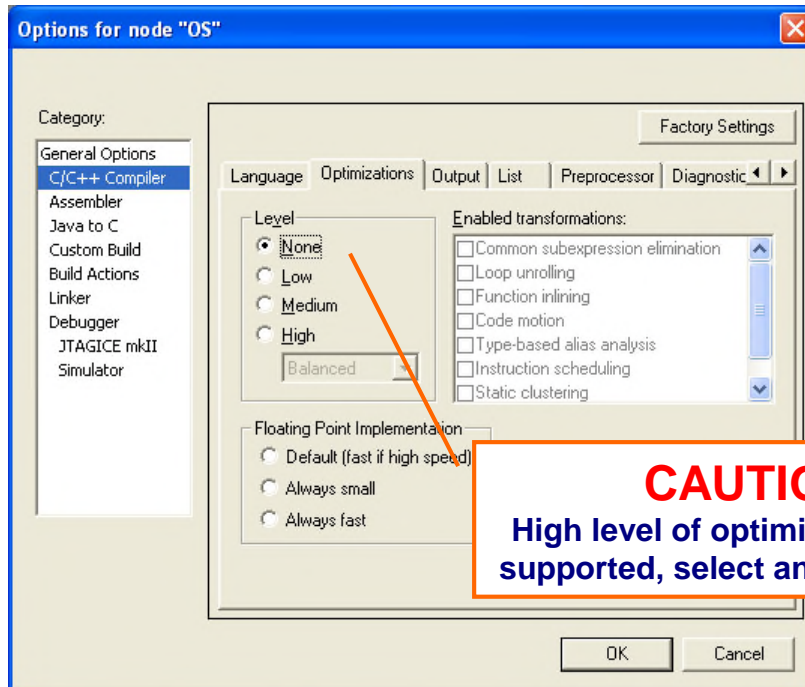 Options for node "OS"
Category:
General Options
C/C++ Compiler
Assembler
Java to C
Custom Build
Build Actions
Linker
Debugger
JTAGICE mkII
Simulator
Factory Settings
Language Optimizations Output List Preprocessor Diagnostic
Level
None
Low
Medium
High
Balanced
Enabled transformations:
Common subexpression elimination
Loop unrolling
Function inlining
Code motion
Type-based alias analysis
Instruction scheduling
Static clustering
Floating Point Implementation
Default (fast if high speed)
Always small
Always fast
High level of
supported, select
OK Cancel